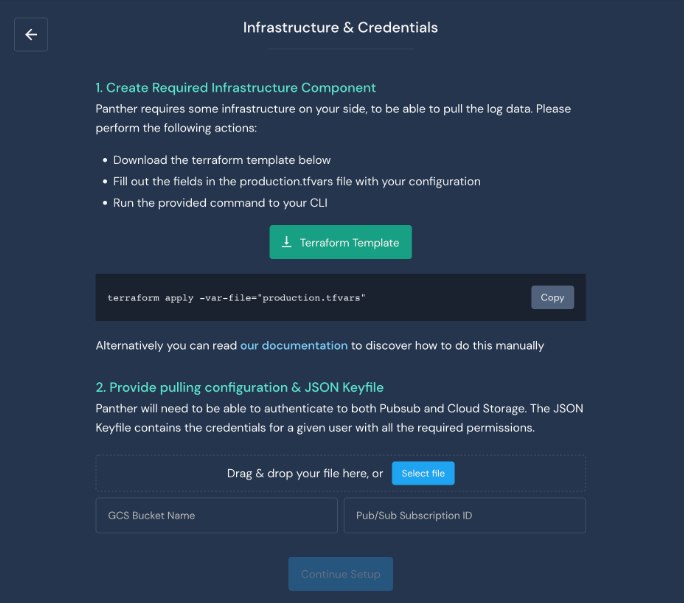 Infrastructure & Credentials
1. Create Required Infrastructure Component
Panther requires some infrastructure on your side, to be able to pull the log data. Please
perform the following actions:
Download the terraform template below
Fill out the fields in the production.tfvars file with your configuration
Run the provided command to your CLI
Terraform Template
terraform apply -var-file="production.tfvars"
Copy
Alternatively you can read our documentation to discover how to do this manually
2. Provide pulling configuration & JSON Keyfile
Panther will need to be able to authenticate to both Pubsub and Cloud Storage. The JSON
Keyfile contains the credentials for a given user with all the required permissions.
Drag & drop your file here, or
Select file
GCS Bucket Name
Pub/Sub Subscription ID
Continue Setup